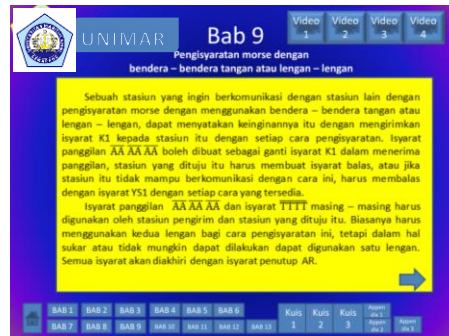 UNIMAR
Bab 9
Video 1
Video 2
Video 3
Video 4
Pengisyaratan morse dengan
bendera – bendera tangan atau lengan – lengan
Sebuah stasiun yang ingin berkomunikasi dengan stasiun lain dengan
pengisyaratan morse dengan menggunakan bendera – bendera tangan atau
lengan – lengan, dapat menyatakan keinginannya itu dengan mengirimkan
isyarat K1 kepada stasiun itu dengan setiap cara pengisyaratan. Isyarat
panggilan A̅A̅ A̅A̅ A̅A̅ boleh dibuat sebagai ganti isyarat K1 dalam menerima
panggilan, stasiun yang dituju itu harus membuat isyarat balas, atau jika
stasiun itu tidak mampu berkomunikasi dengan cara ini, harus membalas
dengan isyarat YS1 dengan setiap cara yang tersedia.
Isyarat panggilan A̅A̅ A̅A̅ A̅A̅ dan isyarat T̅T̅T̅T̅ masing – masing harus
digunakan oleh stasiun pengirim dan stasiun yang dituju itu. Biasanya harus
menggunakan kedua lengan bagi cara pengisyaratan ini, tetapi dalam hal
sukar atau tidak mungkin dapat dilakukan dapat digunakan satu lengan.
Semua isyarat akan diakhiri dengan isyarat penutup AR.
BAB 1 BAB 2 BAB 3 BAB 4 BAB 5 BAB 6
BAB 7 BAB 8 BAB 9 BAB 10 BAB 11 BAB 12 BAB 13
Kuis 1
Kuis 2
Kuis 3
Appen dix 1
Appen dix 2
Appen dix 3